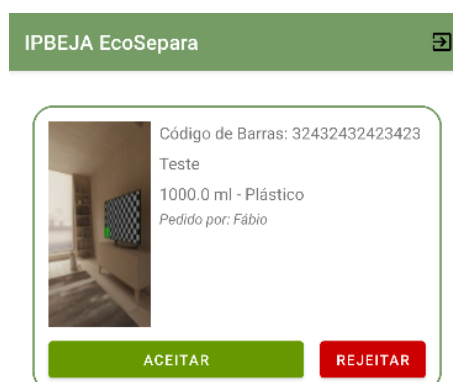 IPBEJA EcoSepara
Código de Barras: 32432432423423
Teste
1000.0 ml - Plástico
Pedido por: Fábio
ACEITAR REJEITAR